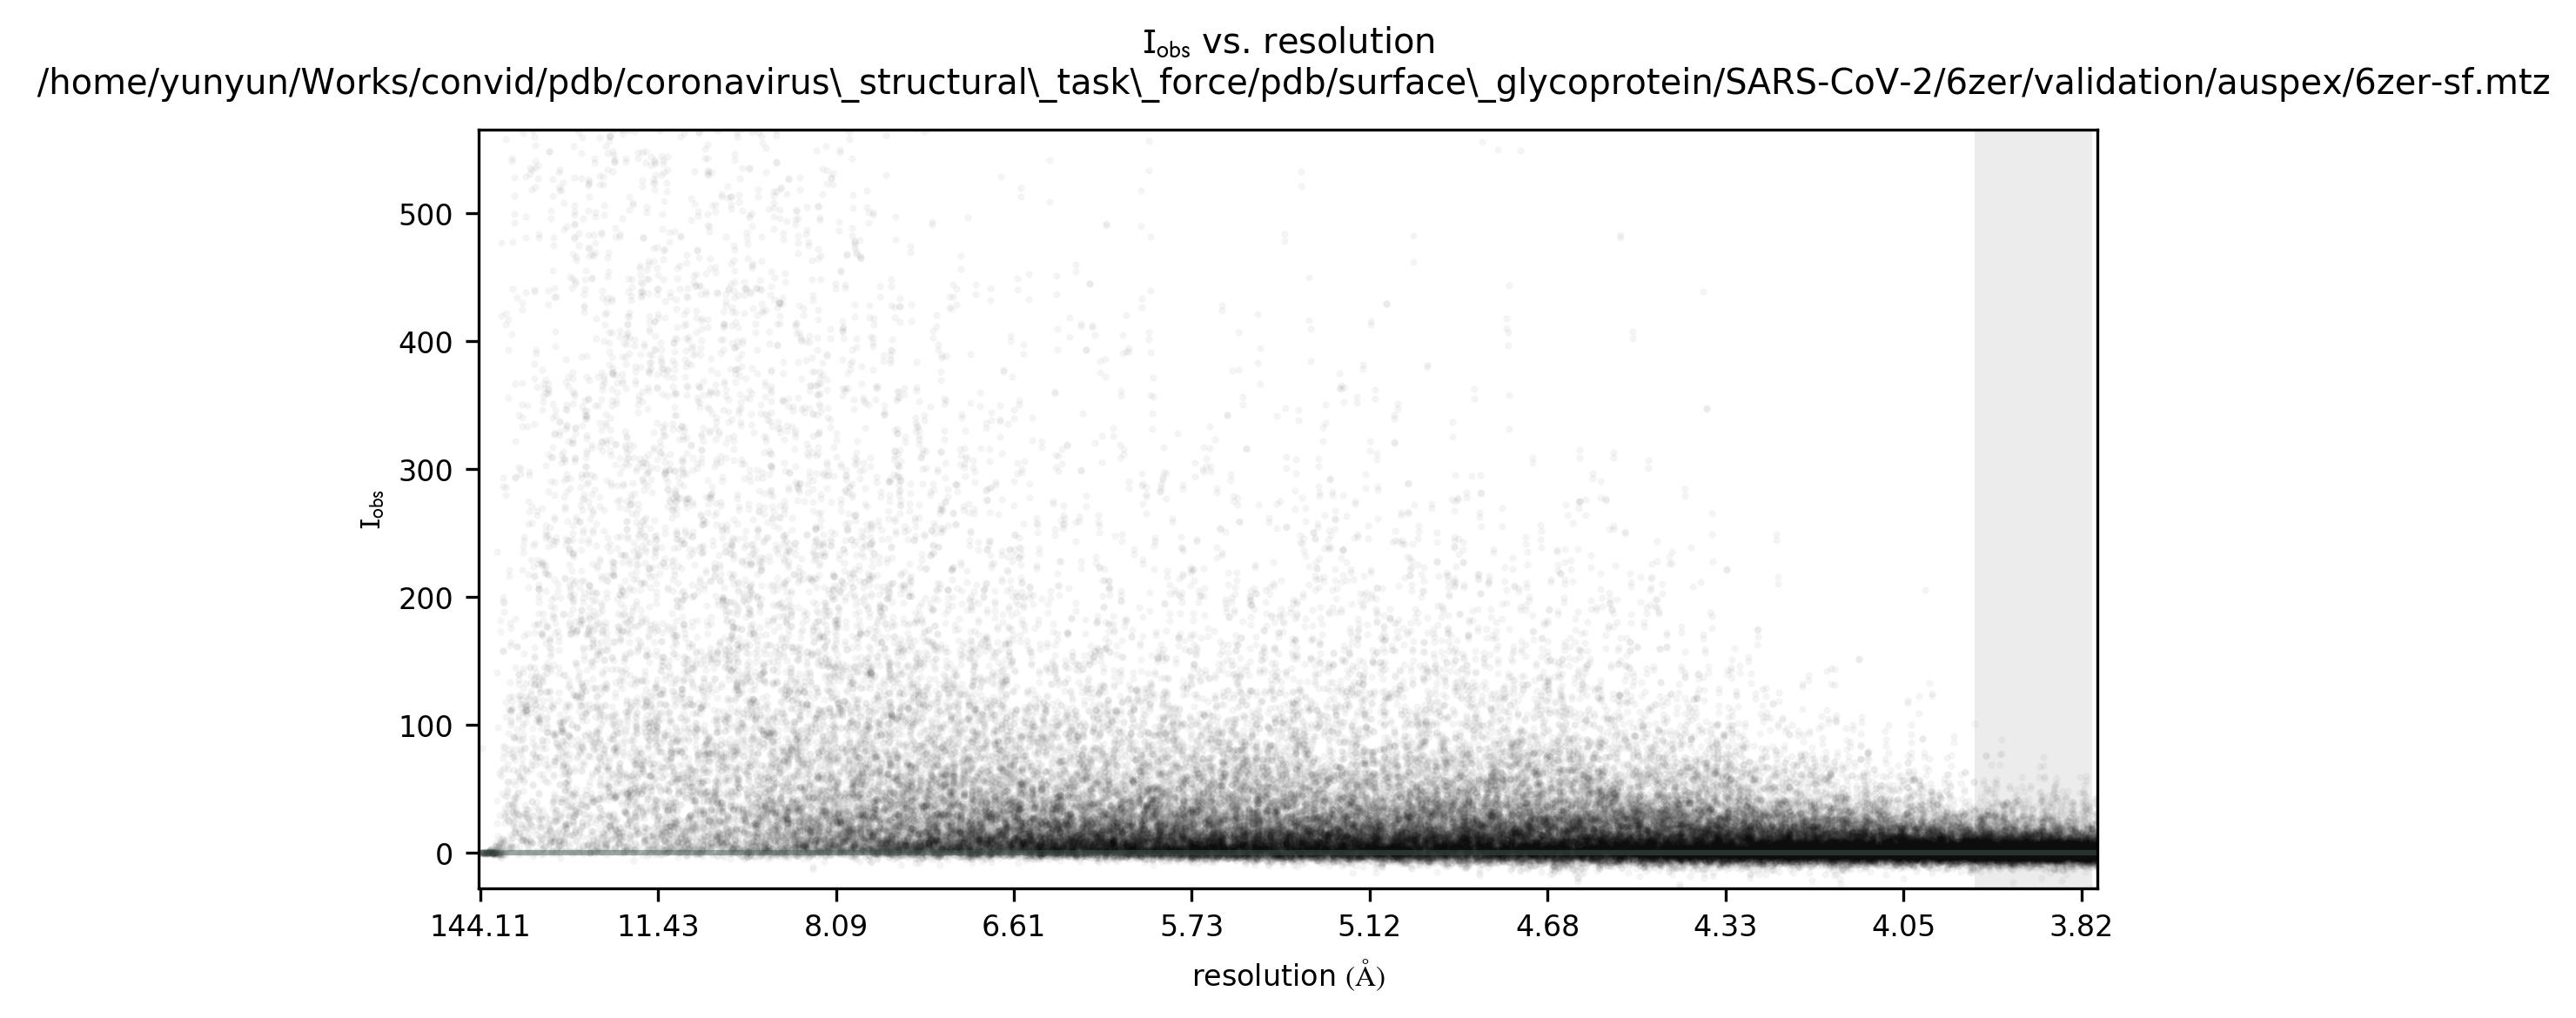 I_obs vs. resolution
/home/yunyun/Works/convid/pdb/coronavirus\_structural\_task\_force/pdb/surface\_glycoprotein/SARS-CoV-2/6zer/validation/auspex/6zer-sf.mtz
500
400
300
200
100
0
I_obs
144.11 11.43 8.09 6.61 5.73 5.12 4.68 4.33 4.05 3.82
resolution (Å)